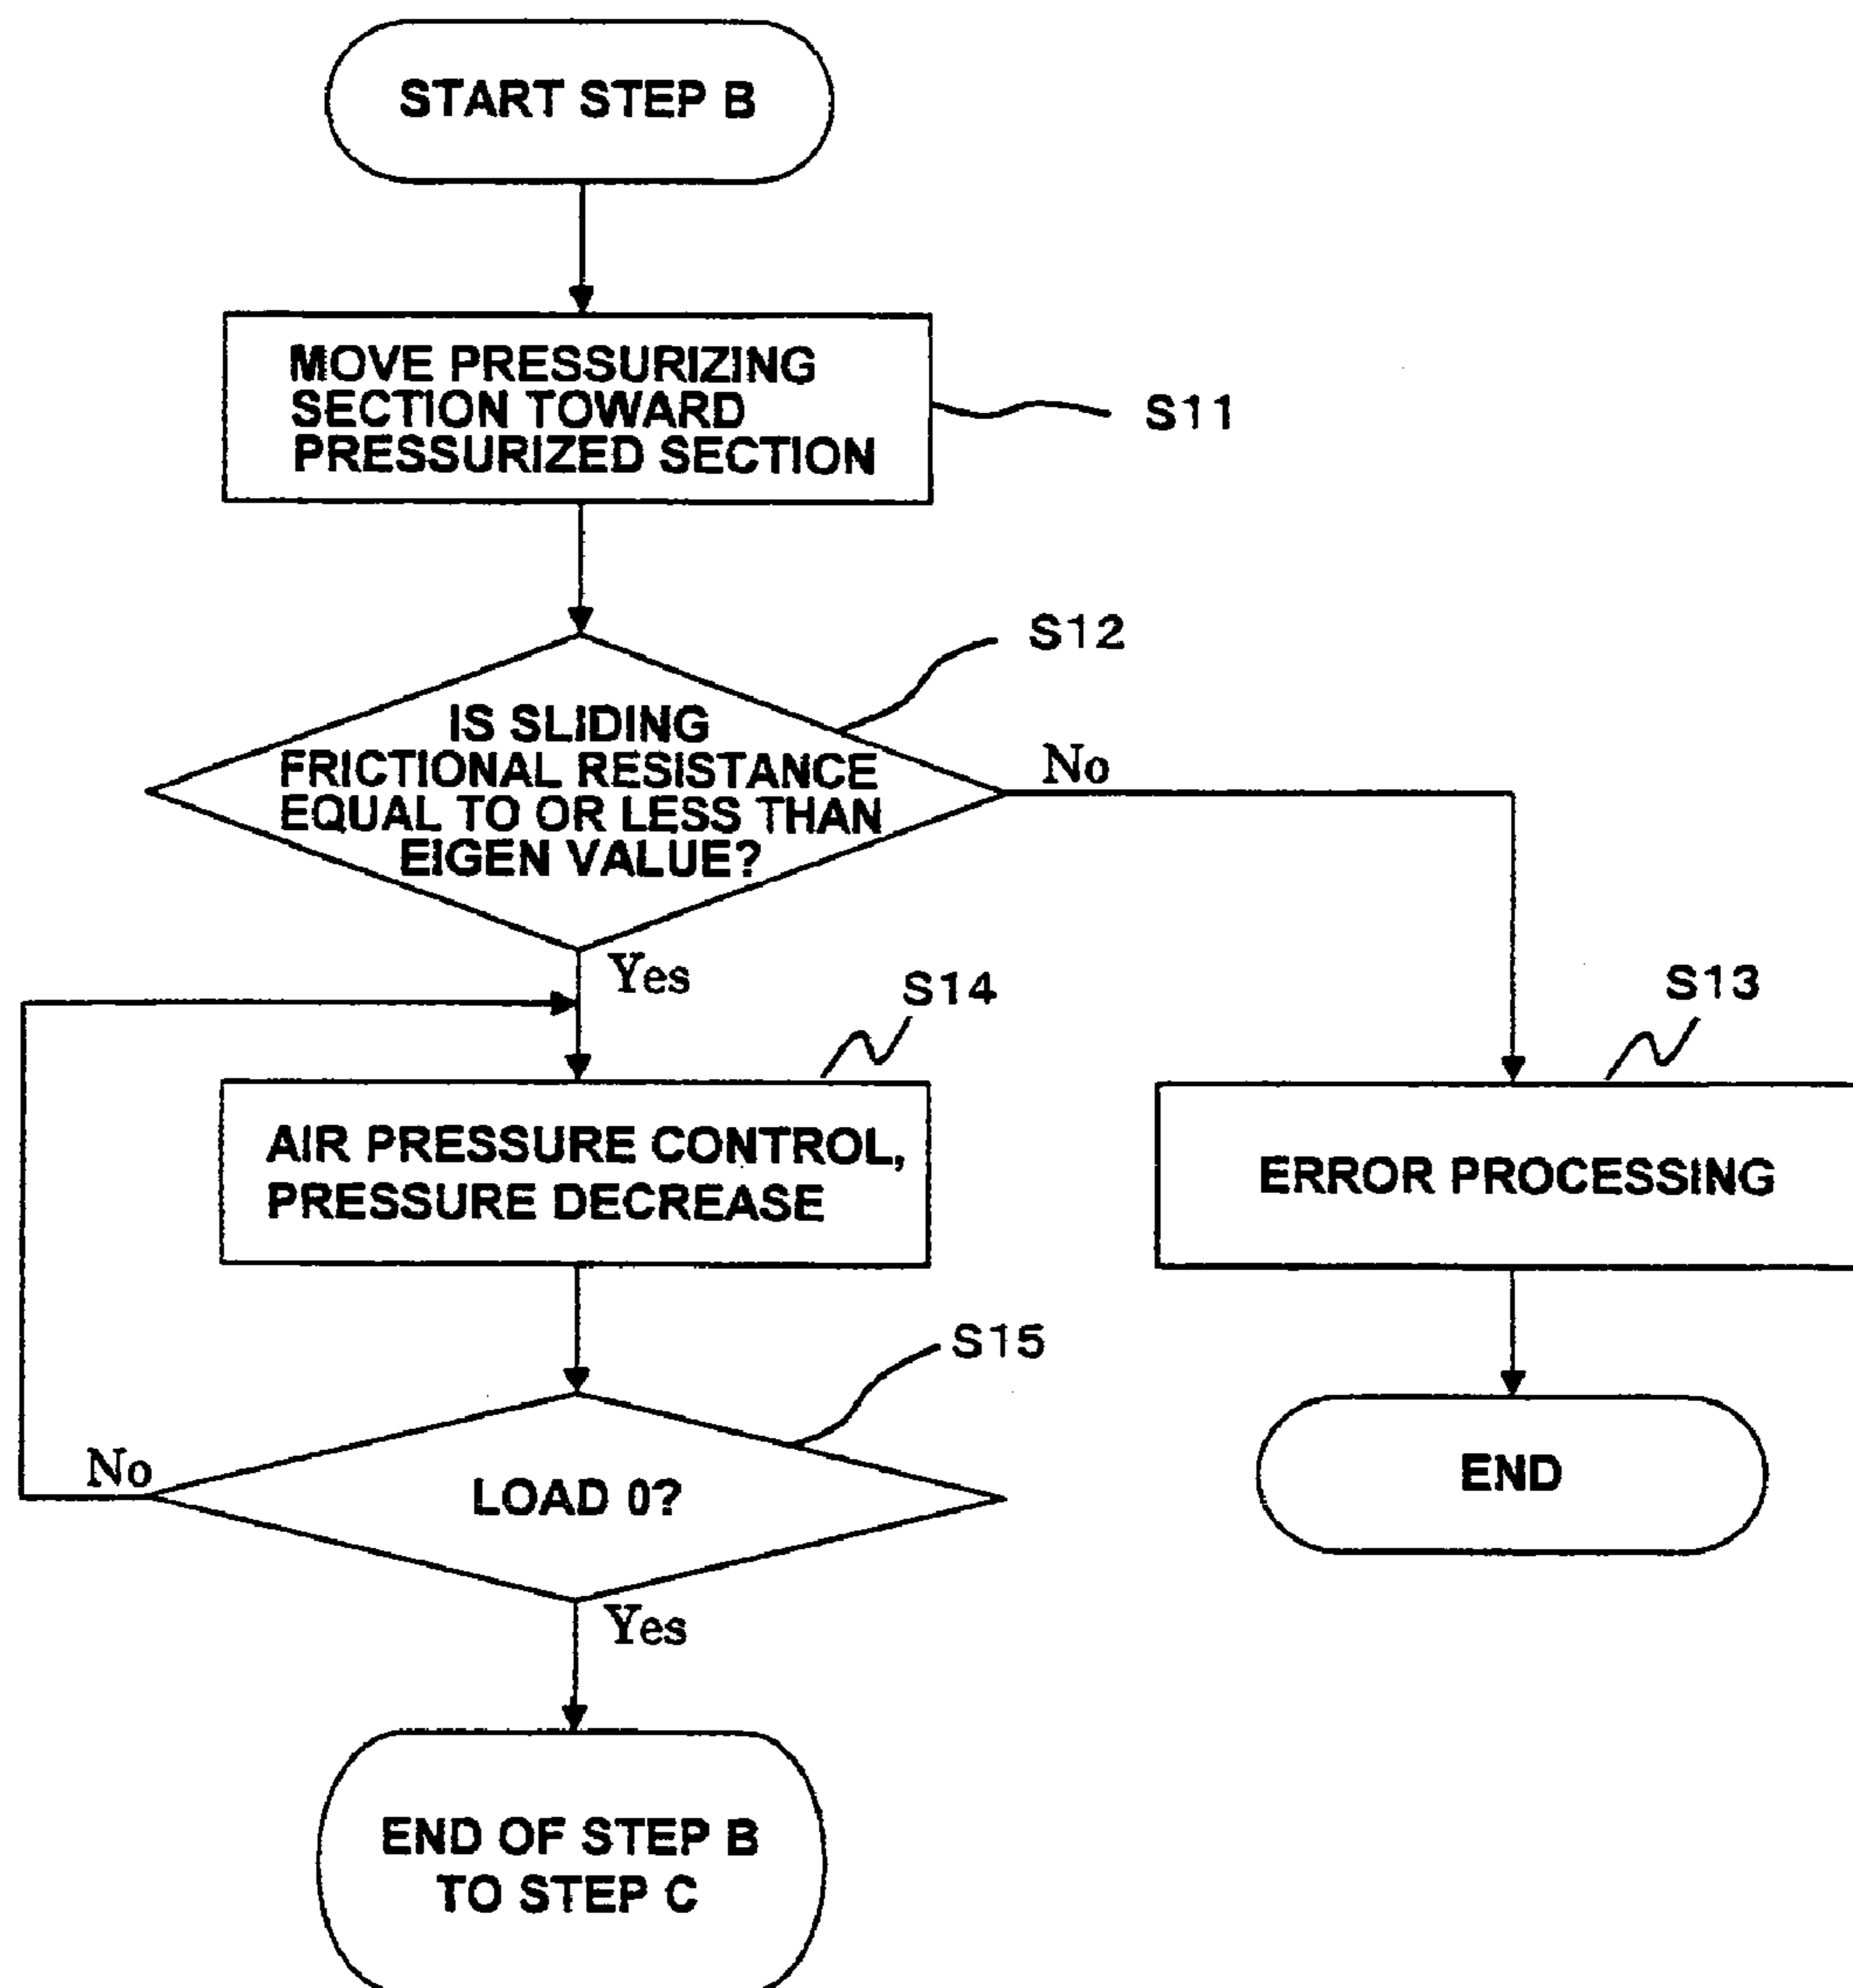 START STEP B
MOVE PRESSURIZING
SECTION TOWARD
PRESSURIZED SECTION
S11
S12
IS SLIDING
FRICTIONAL RESISTANCE
EQUAL TO OR LESS THAN
EIGEN VALUE?
No
Yes
S14
S13
AIR PRESSURE CONTROL,
PRESSURE DECREASE
ERROR PROCESSING
S15
No
LOAD 0?
END
Yes
END OF STEP B
TO STEP C